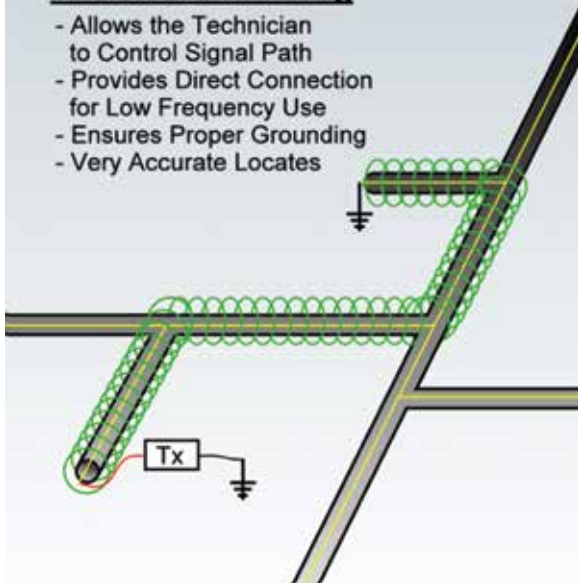 - Allows the Technician
to Control Signal Path
- Provides Direct Connection
for Low Frequency Use
- Ensures Proper Grounding
- Very Accurate Locates
Tx